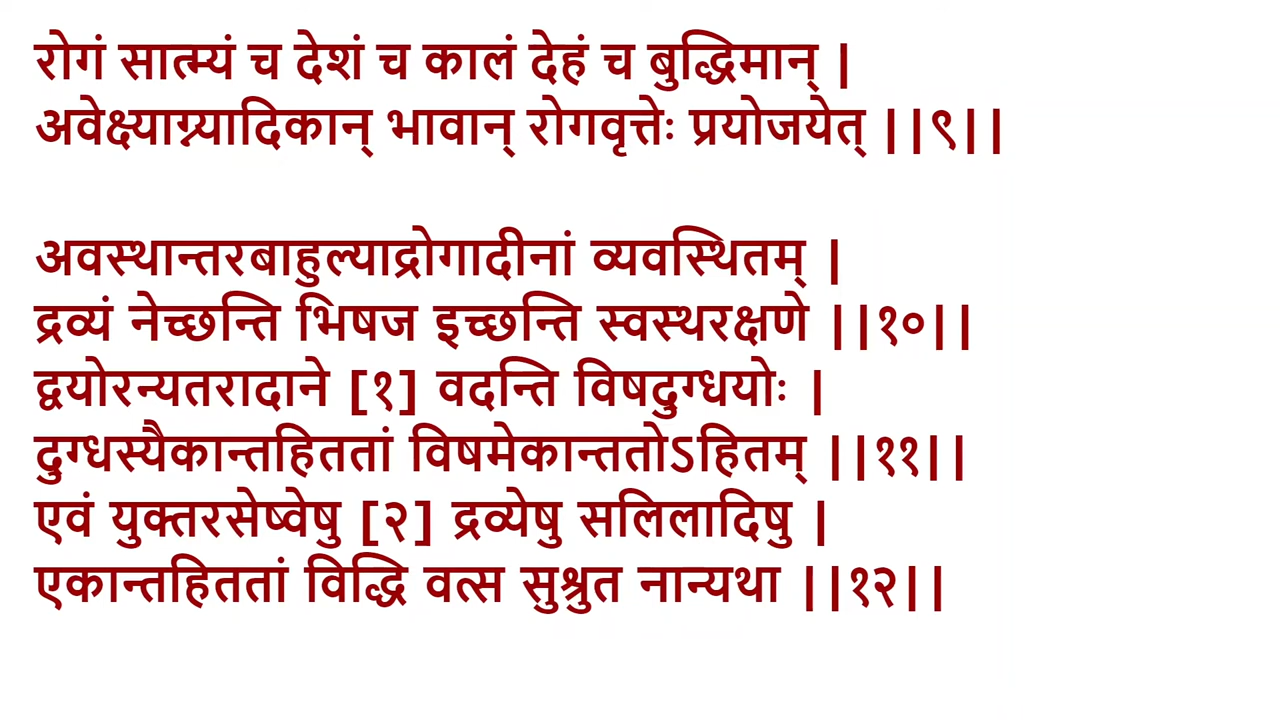 रोगं सात्म्यं च देशं च कालं देहं च बुद्धिमान् |
अवेक्ष्याग्न्यादिकान् भावान् रोगवृत्तेः प्रयोजयेत् ||९||
अवस्थान्तरबाहुल्याद्रोगादीनां व्यवस्थितम् |
द्रव्यं नेच्छन्ति भिषज इच्छन्ति स्वस्थरक्षणे ||१०||
द्वयोरन्यतरादाने [१] वदन्ति विषदुग्धयोः |
दुग्धस्यैकान्तहिततां विषमेकान्ततोऽहितम् ||११||
एवं युक्तरसेष्वेषु [२] द्रव्येषु सलिलादिषु |
एकान्तहिततां विद्धि वत्स सुश्रुत नान्यथा ||१२||